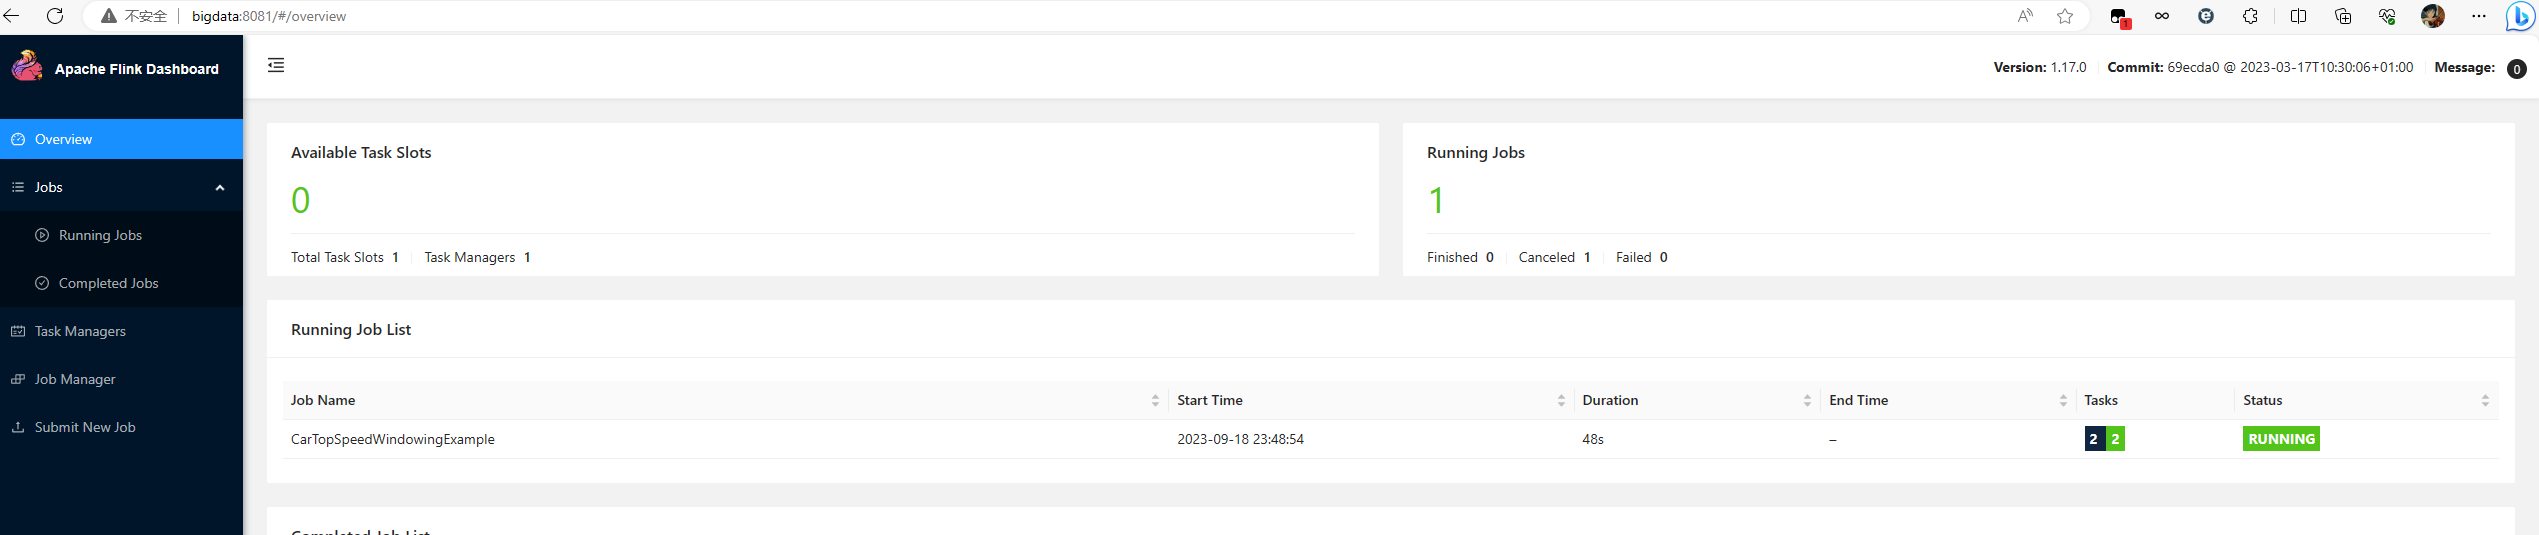 不安全 bigdata:8081/#/overview
1
Apache Flink Dashboard
Version: 1.17.0 Commit: 69ecda0 @ 2023-03-17T10:30:06+01:00 Message: 0
Overview
Jobs
Running Jobs
Completed Jobs
Task Managers
Job Manager
Submit New Job
Available Task Slots
0
Total Task Slots 1 Task Managers 1
Running Jobs
1
Finished 0 Canceled 1 Failed 0
Running Job List
Job Name Start Time Duration End Time Tasks Status
CarTopSpeedWindowingExample 2023-09-18 23:48:54 48s – 2 2 RUNNING
Completed Job List